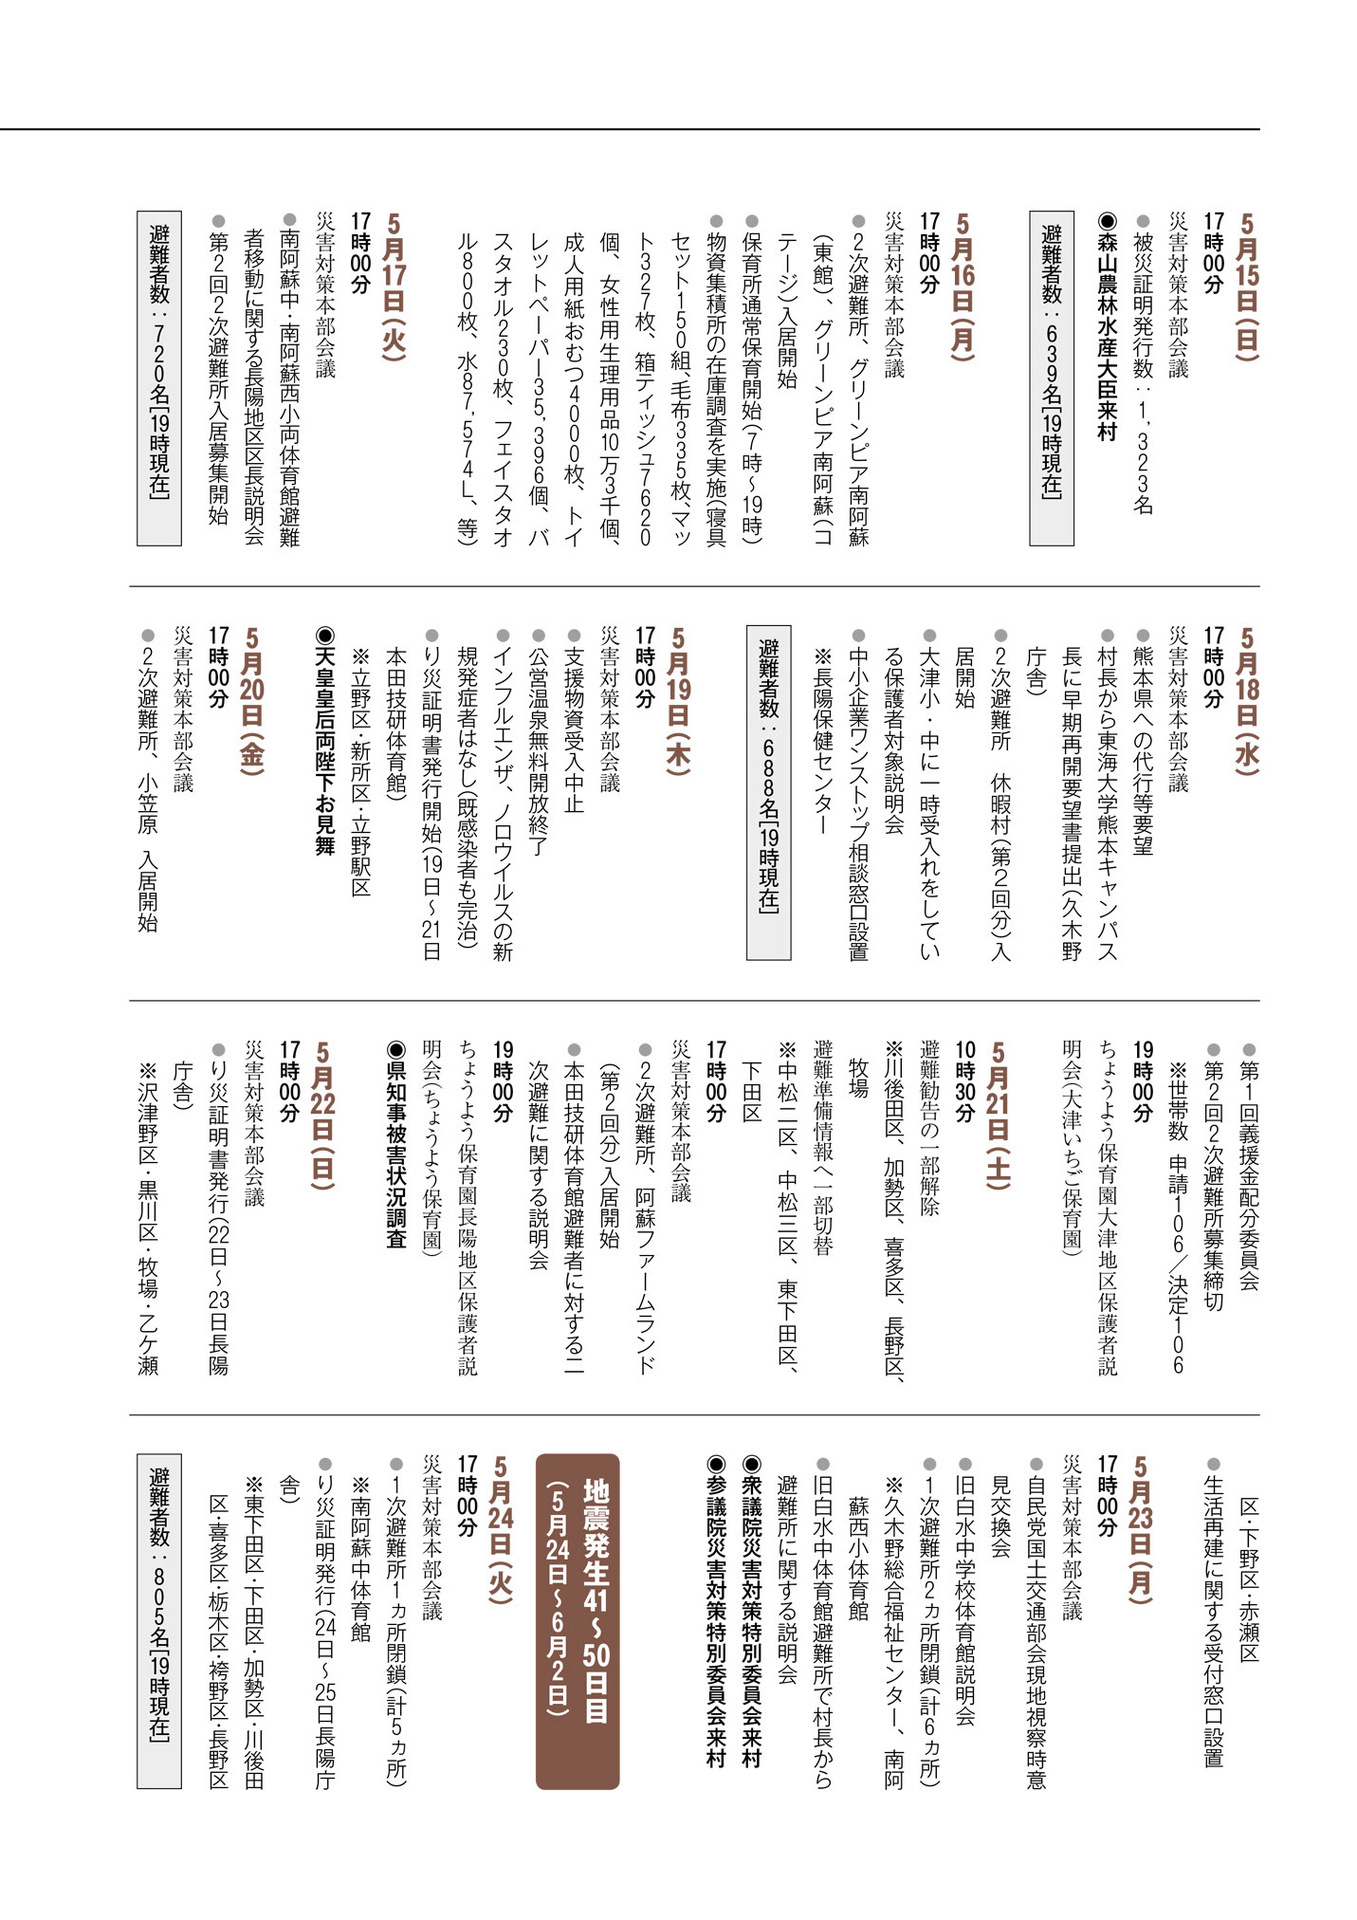 5月15日(日)
17時00分
災害対策本部会議
●被災証明発行数：1,323名
◉森山農林水産大臣来村
避難者数：639名[19時現在]
5月16日(月)
17時00分
災害対策本部会議
●2次避難所、グリーンピア南阿蘇
(東館)、グリーンピア南阿蘇(コ
テージ)入居開始
●保育所通常保育開始(7時～19時)
●物資集積所の在庫調査を実施(寝具
セット150組、毛布335枚、マッ
ト327枚、箱ティッシュ7620
個、女性用生理用品10万3千個、
成人用紙おむつ4000枚、トイ
レットペーパー35,396個、バ
スタオル230枚、フェイスタオ
ル800枚、水87,574L、等)
5月17日(火)
17時00分
災害対策本部会議
●南阿蘇中・南阿蘇西小両体育館避難
者移動に関する長陽地区区長説明会
●第2回2次避難所入居募集開始
避難者数：720名[19時現在]
5月18日(水)
17時00分
災害対策本部会議
●熊本県への代行等要望
●村長から東海大学熊本キャンパス
長に早期再開要望書提出(久木野
庁舎)
●2次避難所　休暇村(第2回分)入
居開始
●大津小・中に一時受入れをしてい
る保護者対象説明会
●中小企業ワンストップ相談窓口設置
※長陽保健センター
避難者数：688名[19時現在]
5月19日(木)
17時00分
災害対策本部会議
●支援物資受入中止
●公営温泉無料開放終了
●インフルエンザ、ノロウイルスの新
規発症者はなし(既感染者も完治)
●り災証明書発行開始(19日～21日
本田技研体育館)
※立野区・新所区・立野駅区
◉天皇皇后両陛下お見舞
5月20日(金)
17時00分
災害対策本部会議
●2次避難所、小笠原　入居開始
●第1回義援金配分委員会
●第2回2次避難所募集締切
※世帯数　申請106／決定106
19時00分
ちょうよう保育園大津地区保護者説
明会(大津いちご保育園)
5月21日(土)
10時30分
避難勧告の一部解除
※川後田区、加勢区、喜多区、長野区、
牧場
避難準備情報へ一部切替
※中松二区、中松三区、東下田区、
下田区
17時00分
災害対策本部会議
●2次避難所、阿蘇ファームランド
(第2回分)入居開始
●本田技研体育館避難者に対する二
次避難に関する説明会
19時00分
ちょうよう保育園長陽地区保護者説
明会(ちょうよう保育園)
◉県知事被害状況調査
5月22日(日)
17時00分
災害対策本部会議
●り災証明書発行(22日～23日長陽
庁舎)
※沢津野区・黒川区・牧場・乙ケ瀬
区・下野区・赤瀬区
●生活再建に関する受付窓口設置
5月23日(月)
17時00分
災害対策本部会議
●自民党国土交通部会現地視察時意
見交換会
●旧白水中学校体育館説明会
●1次避難所2ヵ所閉鎖(計6ヵ所)
※久木野総合福祉センター、南阿
蘇西小体育館
●旧白水中体育館避難所で村長から
避難所に関する説明会
◉衆議院災害対策特別委員会来村
◉参議院災害対策特別委員会来村
地震発生41～50日目
(5月24日～6月2日)
5月24日(火)
17時00分
災害対策本部会議
●1次避難所1ヵ所閉鎖(計5ヵ所)
※南阿蘇中体育館
●り災証明発行(24日～25日長陽庁
舎)
※東下田区・下田区・加勢区・川後田
区・喜多区・栃木区・袴野区・長野区
避難者数：805名[19時現在]